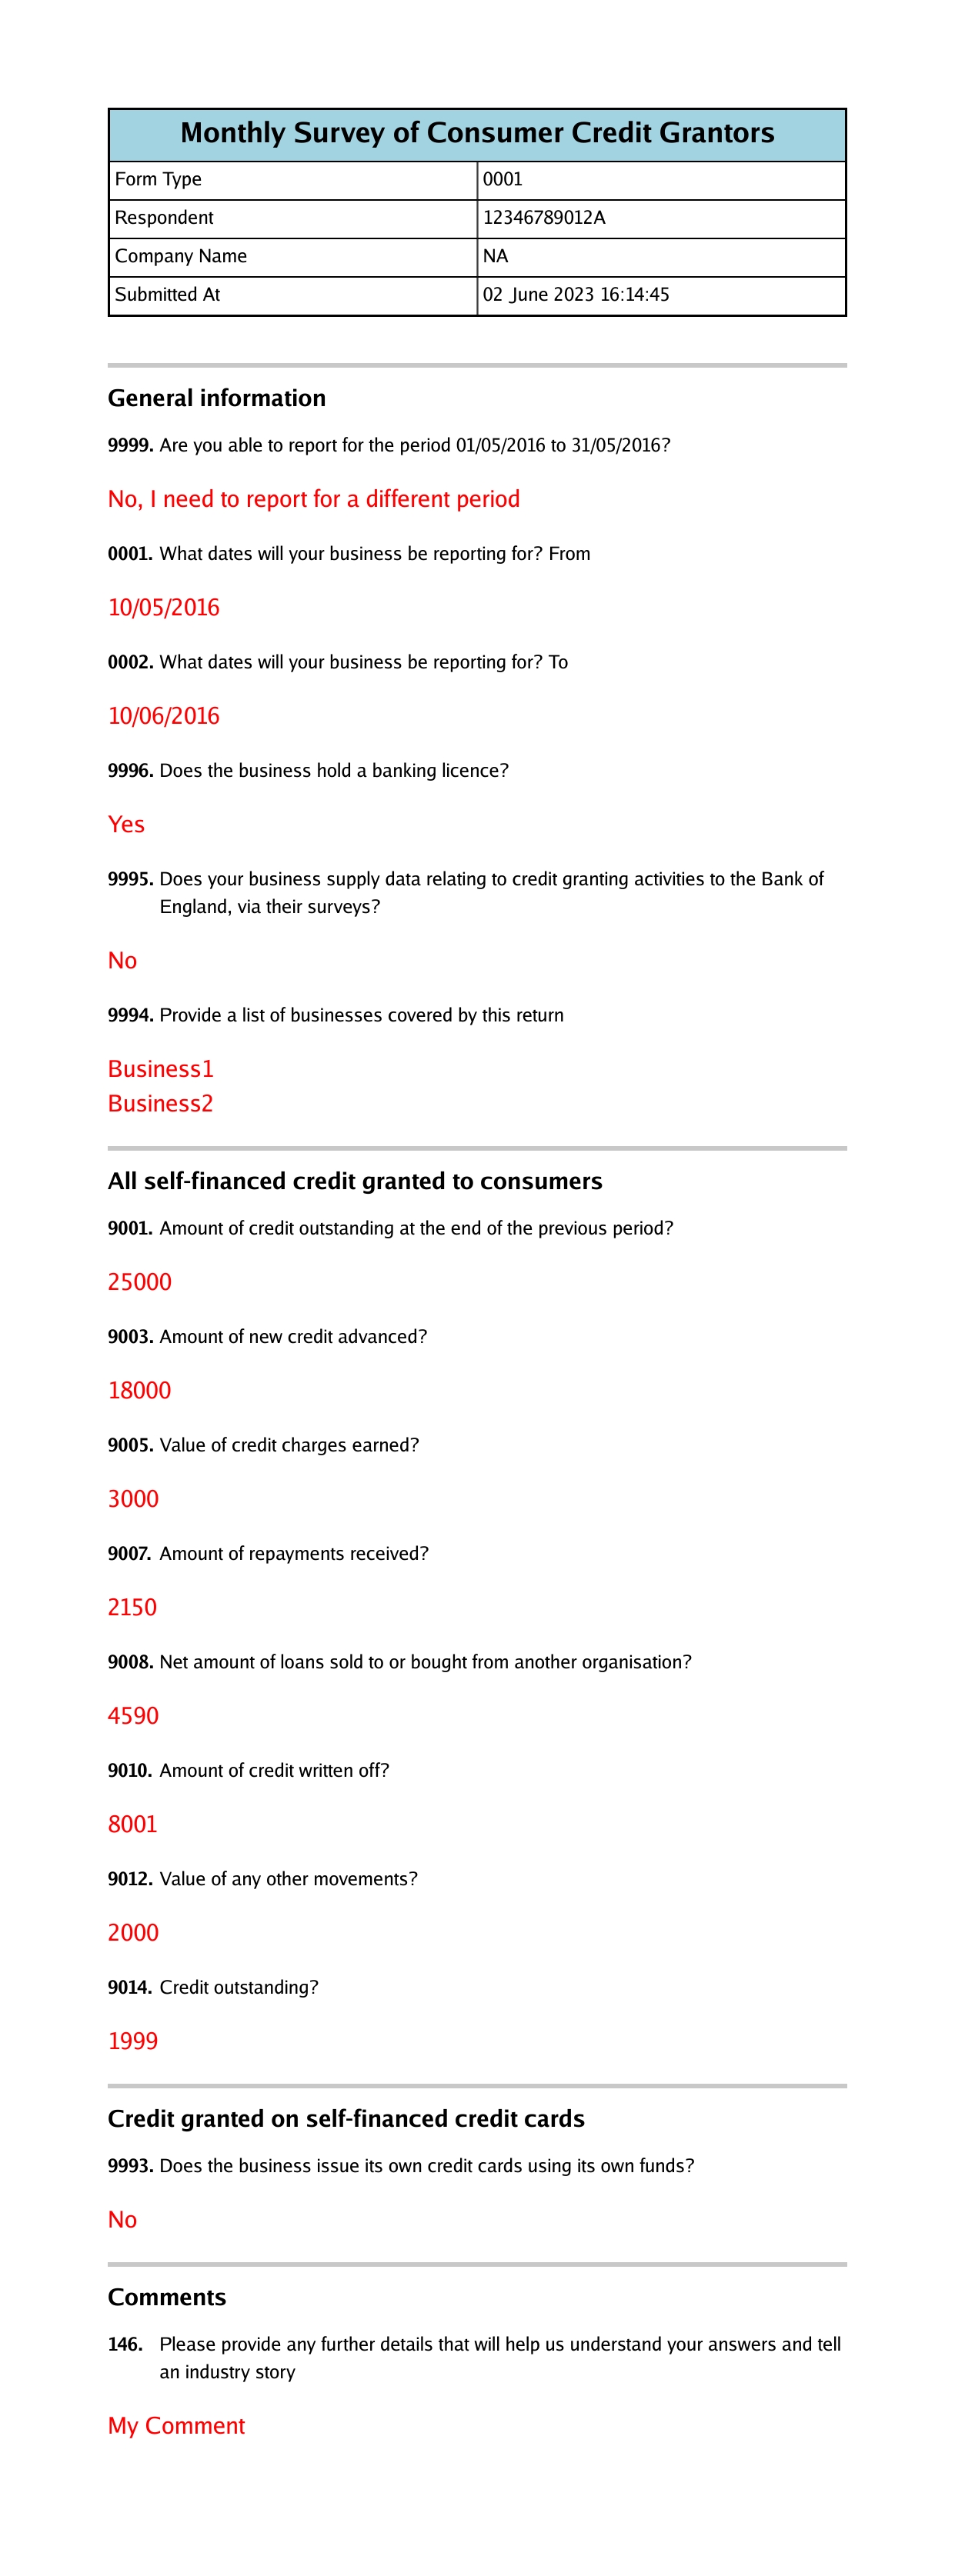 Monthly Survey of Consumer Credit Grantors
Form Type 0001
Respondent 12346789012A
Company Name NA
Submitted At 02 June 2023 16:14:45
General information
9999. Are you able to report for the period 01/05/2016 to 31/05/2016?
No, I need to report for a different period
0001. What dates will your business be reporting for? From
10/05/2016
0002. What dates will your business be reporting for? To
10/06/2016
9996. Does the business hold a banking licence?
Yes
9995. Does your business supply data relating to credit granting activities to the Bank of
England, via their surveys?
No
9994. Provide a list of businesses covered by this return
Business1
Business2
All self-financed credit granted to consumers
9001. Amount of credit outstanding at the end of the previous period?
25000
9003. Amount of new credit advanced?
18000
9005. Value of credit charges earned?
3000
9007. Amount of repayments received?
2150
9008. Net amount of loans sold to or bought from another organisation?
4590
9010. Amount of credit written off?
8001
9012. Value of any other movements?
2000
9014. Credit outstanding?
1999
Credit granted on self-financed credit cards
9993. Does the business issue its own credit cards using its own funds?
No
Comments
146. Please provide any further details that will help us understand your answers and tell
an industry story
My Comment